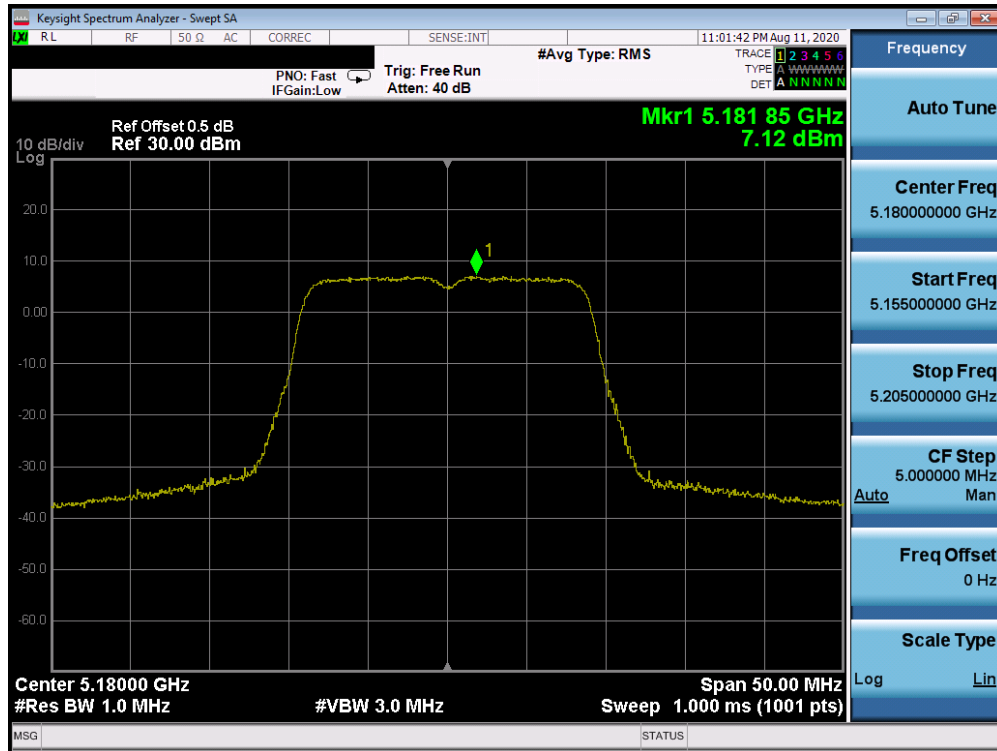 Keysight Spectrum Analyzer - Swept SA
LXI RL RF 50 Ω AC CORREC SENSE:INT 11:01:42 PM Aug 11, 2020
Frequency
#Avg Type: RMS
TRACE 1 2 3 4 5 6
PNO: Fast Trig: Free Run
TYPE A WWWWW
IFGain:Low Atten: 40 dB
DET A N N N N N
Auto Tune
Mkr1 5.181 85 GHz
7.12 dBm
Ref Offset 0.5 dB
10 dB/div Ref 30.00 dBm
Log
Center Freq
5.180000000 GHz
20.0
10.0
0.00
-10.0
-20.0
-30.0
-40.0
-50.0
-60.0
1
Start Freq
5.155000000 GHz
Stop Freq
5.205000000 GHz
CF Step
5.000000 MHz
Auto Man
Freq Offset
0 Hz
Scale Type
Log Lin
Center 5.18000 GHz Span 50.00 MHz
#Res BW 1.0 MHz #VBW 3.0 MHz Sweep 1.000 ms (1001 pts)
MSG STATUS